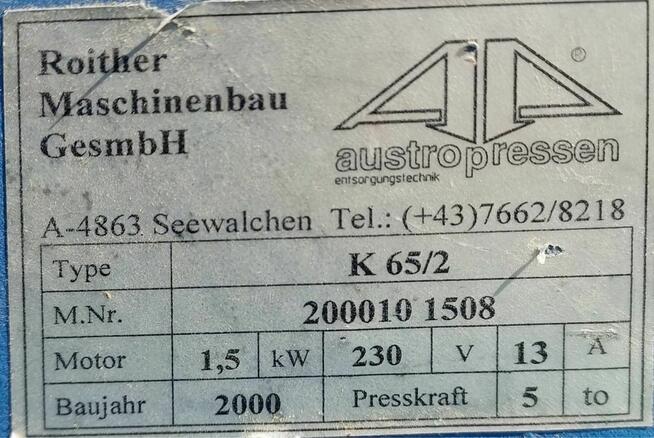 Roither
Maschinenbau
GesmbH
®
austropressen
entsorgungstechnik
A-4863 Seewalchen Tel.: (+43)7662/8218
Type K 65/2
M.Nr. 200010 1508
Motor 1,5 kW 230 V 13 A
Baujahr 2000 Presskraft 5 to